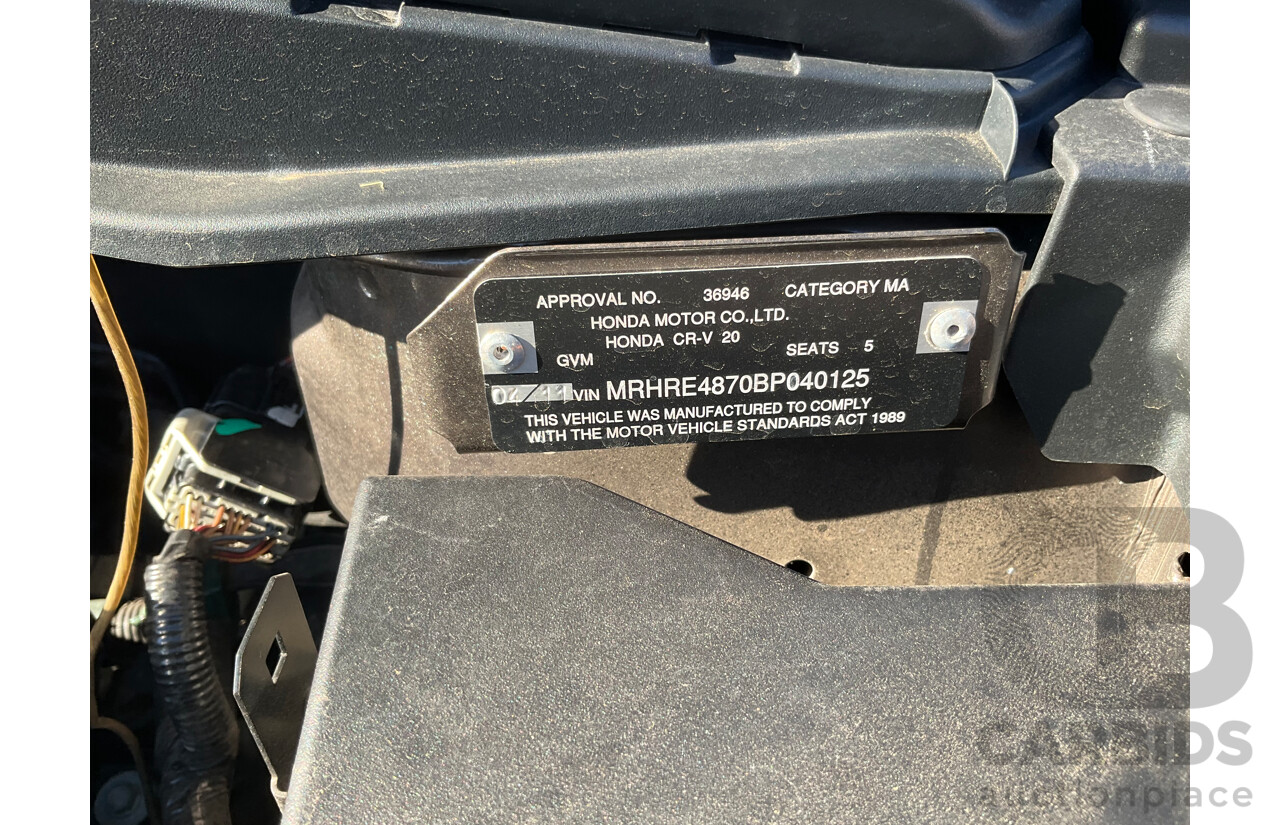 APPROVAL NO. 36946 CATEGORY MA
HONDA MOTOR CO.,LTD.
HONDA CR-V 20
GVM SEATS 5
04/11 VIN MRHRE4870BP040125
THIS VEHICLE WAS MANUFACTURED TO COMPLY
WITH THE MOTOR VEHICLE STANDARDS ACT 1989
B
CANBIDS
auctionplace